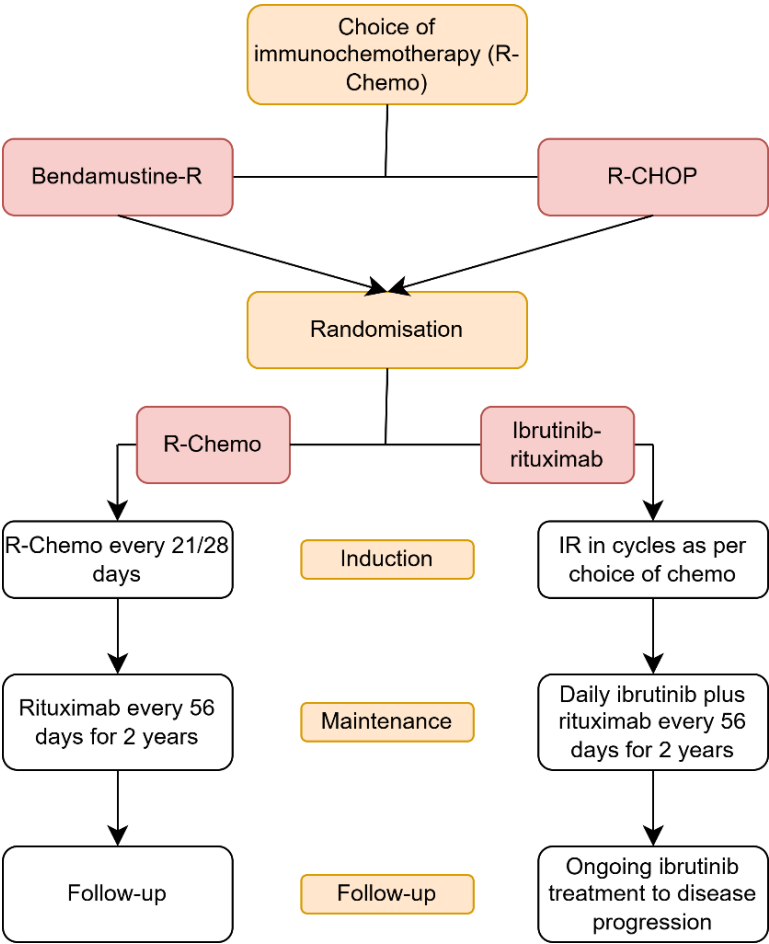 Choice of
immunochemotherapy (R-
Chemo)
Bendamustine-R
R-CHOP
Randomisation
R-Chemo
Ibrutinib-
rituximab
R-Chemo every 21/28
days
Induction
IR in cycles as per
choice of chemo
Rituximab every 56
days for 2 years
Maintenance
Daily ibrutinib plus
rituximab every 56
days for 2 years
Follow-up
Follow-up
Ongoing ibrutinib
treatment to disease
progression